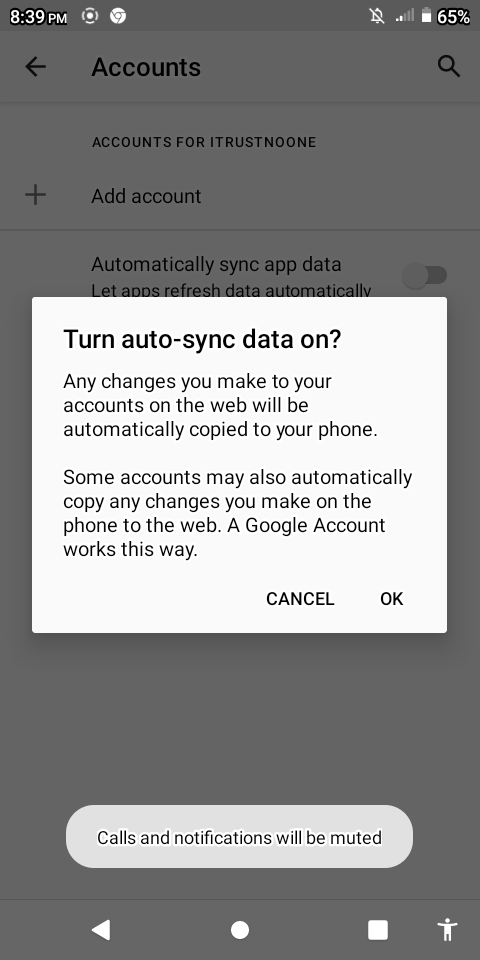 8:39 PM 65%
Accounts
ACCOUNTS FOR ITRUSTNOONE
Add account
Automatically sync app data
Let apps refresh data automatically
Turn auto-sync data on?
Any changes you make to your
accounts on the web will be
automatically copied to your phone.
Some accounts may also automatically
copy any changes you make on the
phone to the web. A Google Account
works this way.
CANCEL OK
Calls and notifications will be muted